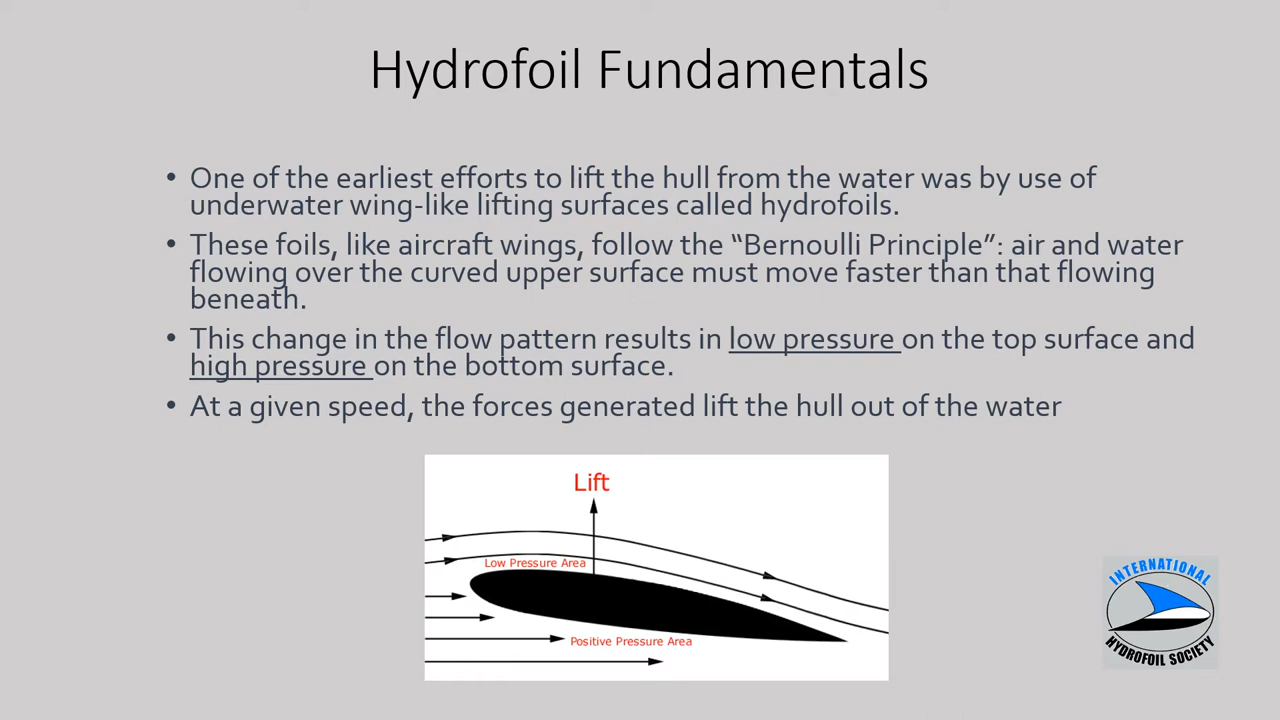 Hydrofoil Fundamentals
• One of the earliest efforts to lift the hull from the water was by use of
underwater wing-like lifting surfaces called hydrofoils.
• These foils, like aircraft wings, follow the “Bernoulli Principle”: air and water
flowing over the curved upper surface must move faster than that flowing
beneath.
• This change in the flow pattern results in low pressure on the top surface and
high pressure on the bottom surface.
• At a given speed, the forces generated lift the hull out of the water
Lift
Low Pressure Area
Positive Pressure Area
INTERNATIONAL
HYDROFOIL SOCIETY